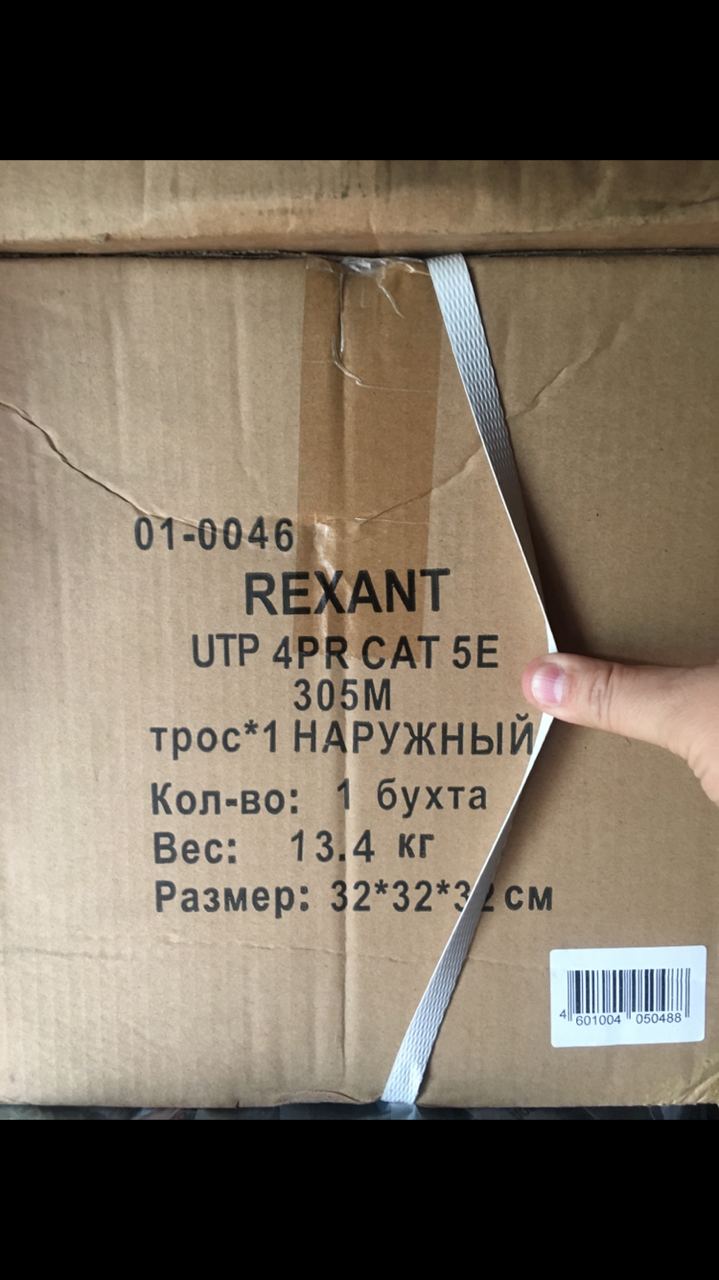 01-0046
REXANT
UTP 4PR CAT 5E
305М
трос*1 НАРУЖНЫЙ
Кол-во: 1 бухта
Вес: 13.4 кг
Размер: 32*32*32 см
4 601004 050488